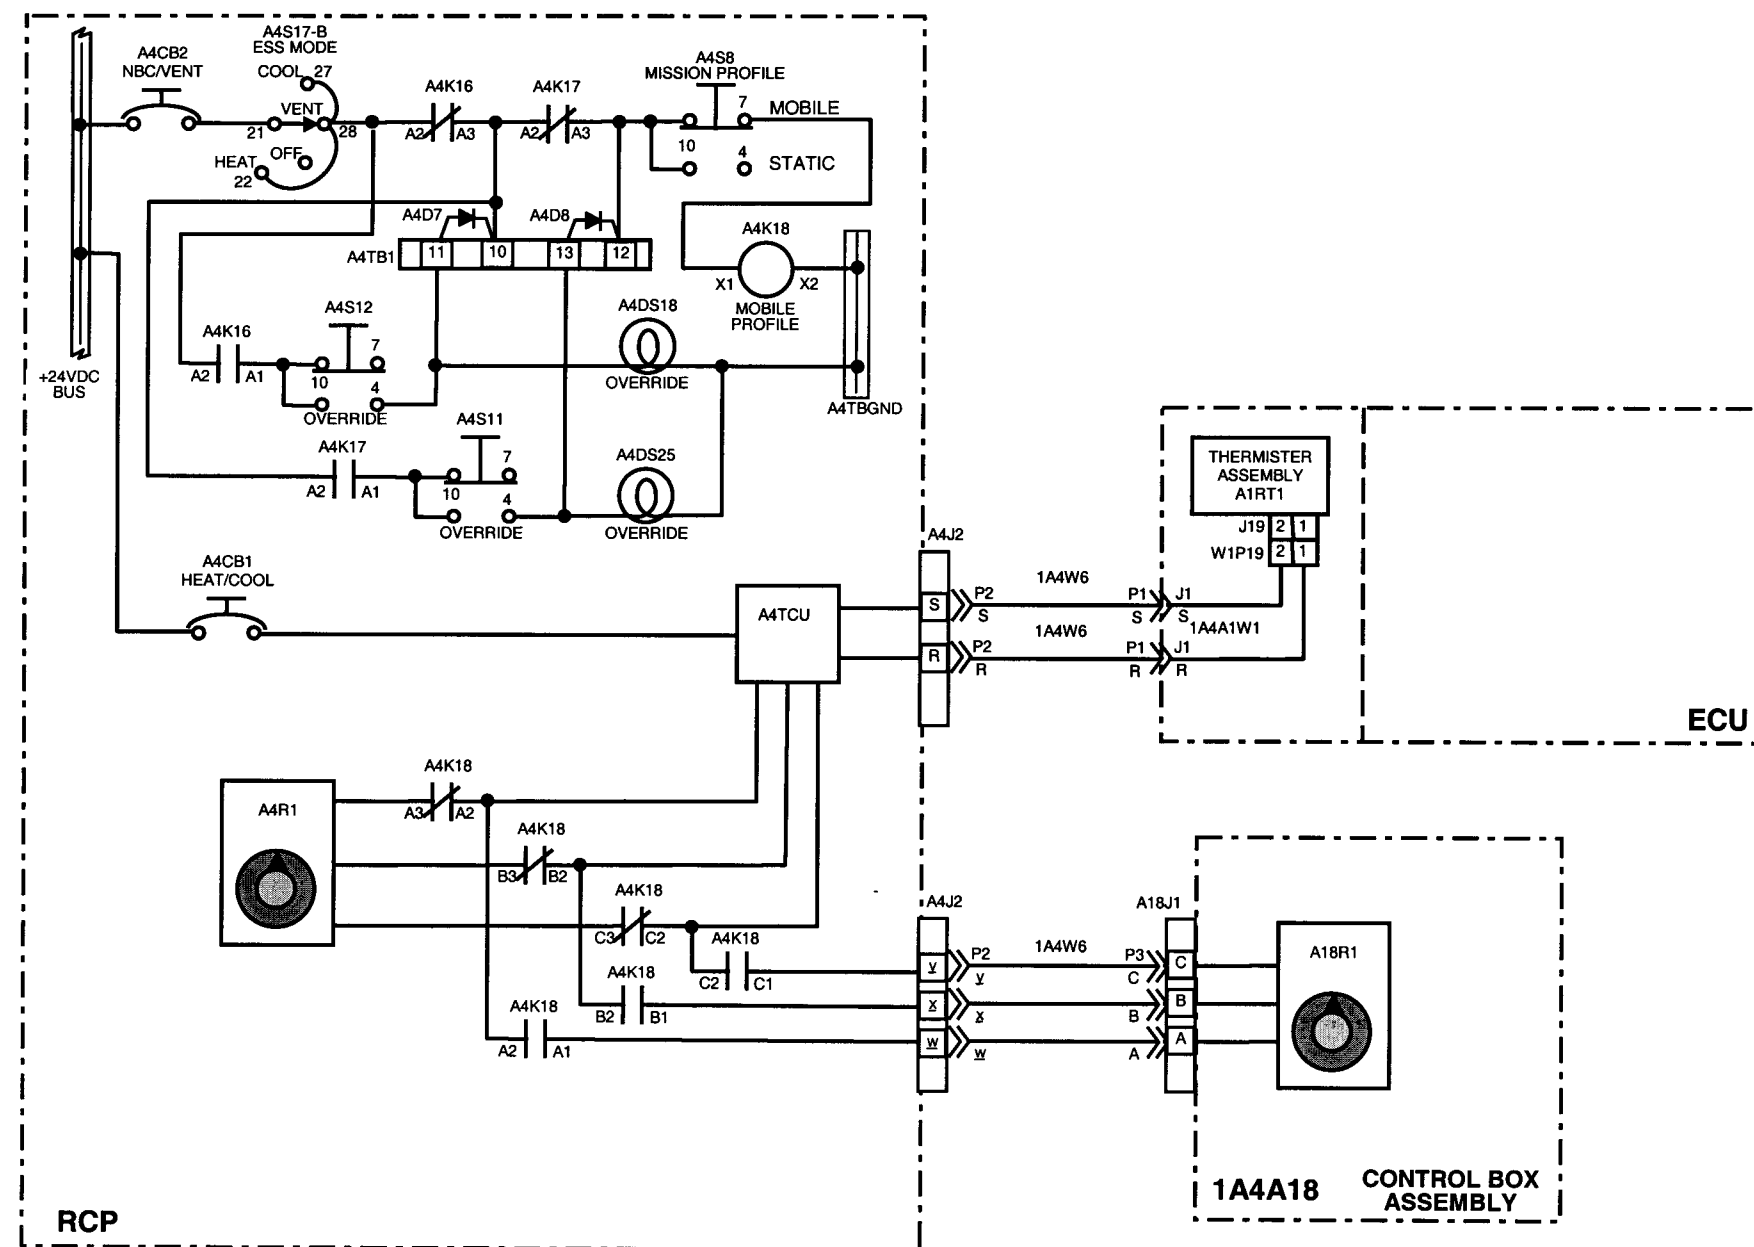 A4S17-B
ESS MODE
A4CB2
NBC/VENT
COOL 27
VENT
21
28
OFF
HEAT
22
A4K16
A2 A3
A4K17
A2 A3
A4S8
MISSION PROFILE
7 MOBILE
10
4 STATIC
A4D7
A4D8
A4TB1
11 10 13 12
A4K18
X1 X2
MOBILE
PROFILE
A4TBGND
+24VDC
BUS
A4K16
A2 A1
A4S12
7
10
4
OVERRIDE
A4DS18
OVERRIDE
A4K17
A2 A1
A4S11
7
10
4
OVERRIDE
A4DS25
OVERRIDE
A4CB1
HEAT/COOL
A4TCU
A4J2
S
P2
S
1A4W6
P1
S
J1
S
1A4A1W1
R
P2
R
1A4W6
P1
R
J1
R
THERMISTER
ASSEMBLY
A1RT1
J19 2 1
W1P19 2 1
ECU
A4R1
A4K18
A3 A2
A4K18
B3 B2
A4K18
C3 C2
A4K18
C2 C1
A4K18
B2 B1
A4K18
A2 A1
A4J2
v
P2
v
1A4W6
P3
C
A18J1
C
x
x
B
B
w
w
A
A
A18R1
1A4A18
CONTROL BOX
ASSEMBLY
RCP